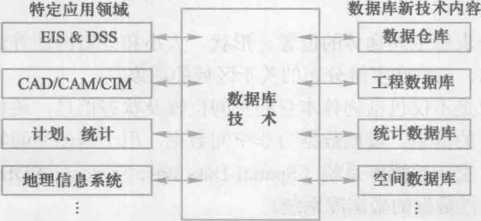 特定应用领域
数据库新技术内容
EIS & DSS
数据仓库
CAD/CAM/CIM
工程数据库
数据库
技 术
计划、统计
统计数据库
地理信息系统
空间数据库
⋮
⋮